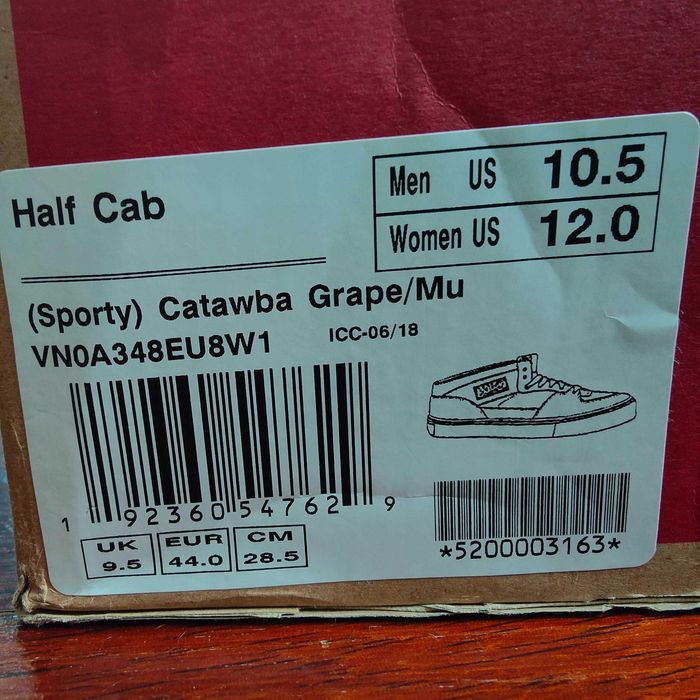 Half Cab
Men US 10.5
Women US 12.0
(Sporty) Catawba Grape/Mu
VN0A348EU8W1
ICC-06/18
1 92360 54762 9
UK
9.5
EUR
44.0
CM
28.5
*5200003163*